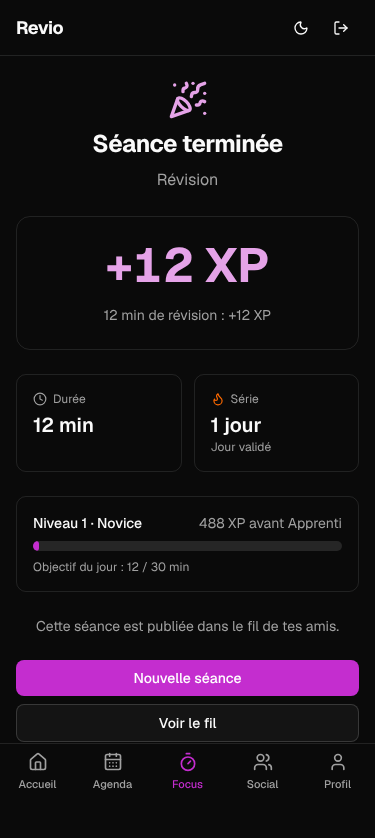 Revio
Séance terminée
Révision
+12 XP
12 min de révision : +12 XP
Durée
12 min
Série
1 jour
Jour validé
Niveau 1 · Novice
488 XP avant Apprenti
Objectif du jour : 12 / 30 min
Cette séance est publiée dans le fil de tes amis.
Nouvelle séance
Voir le fil
Accueil
Agenda
Focus
Social
Profil